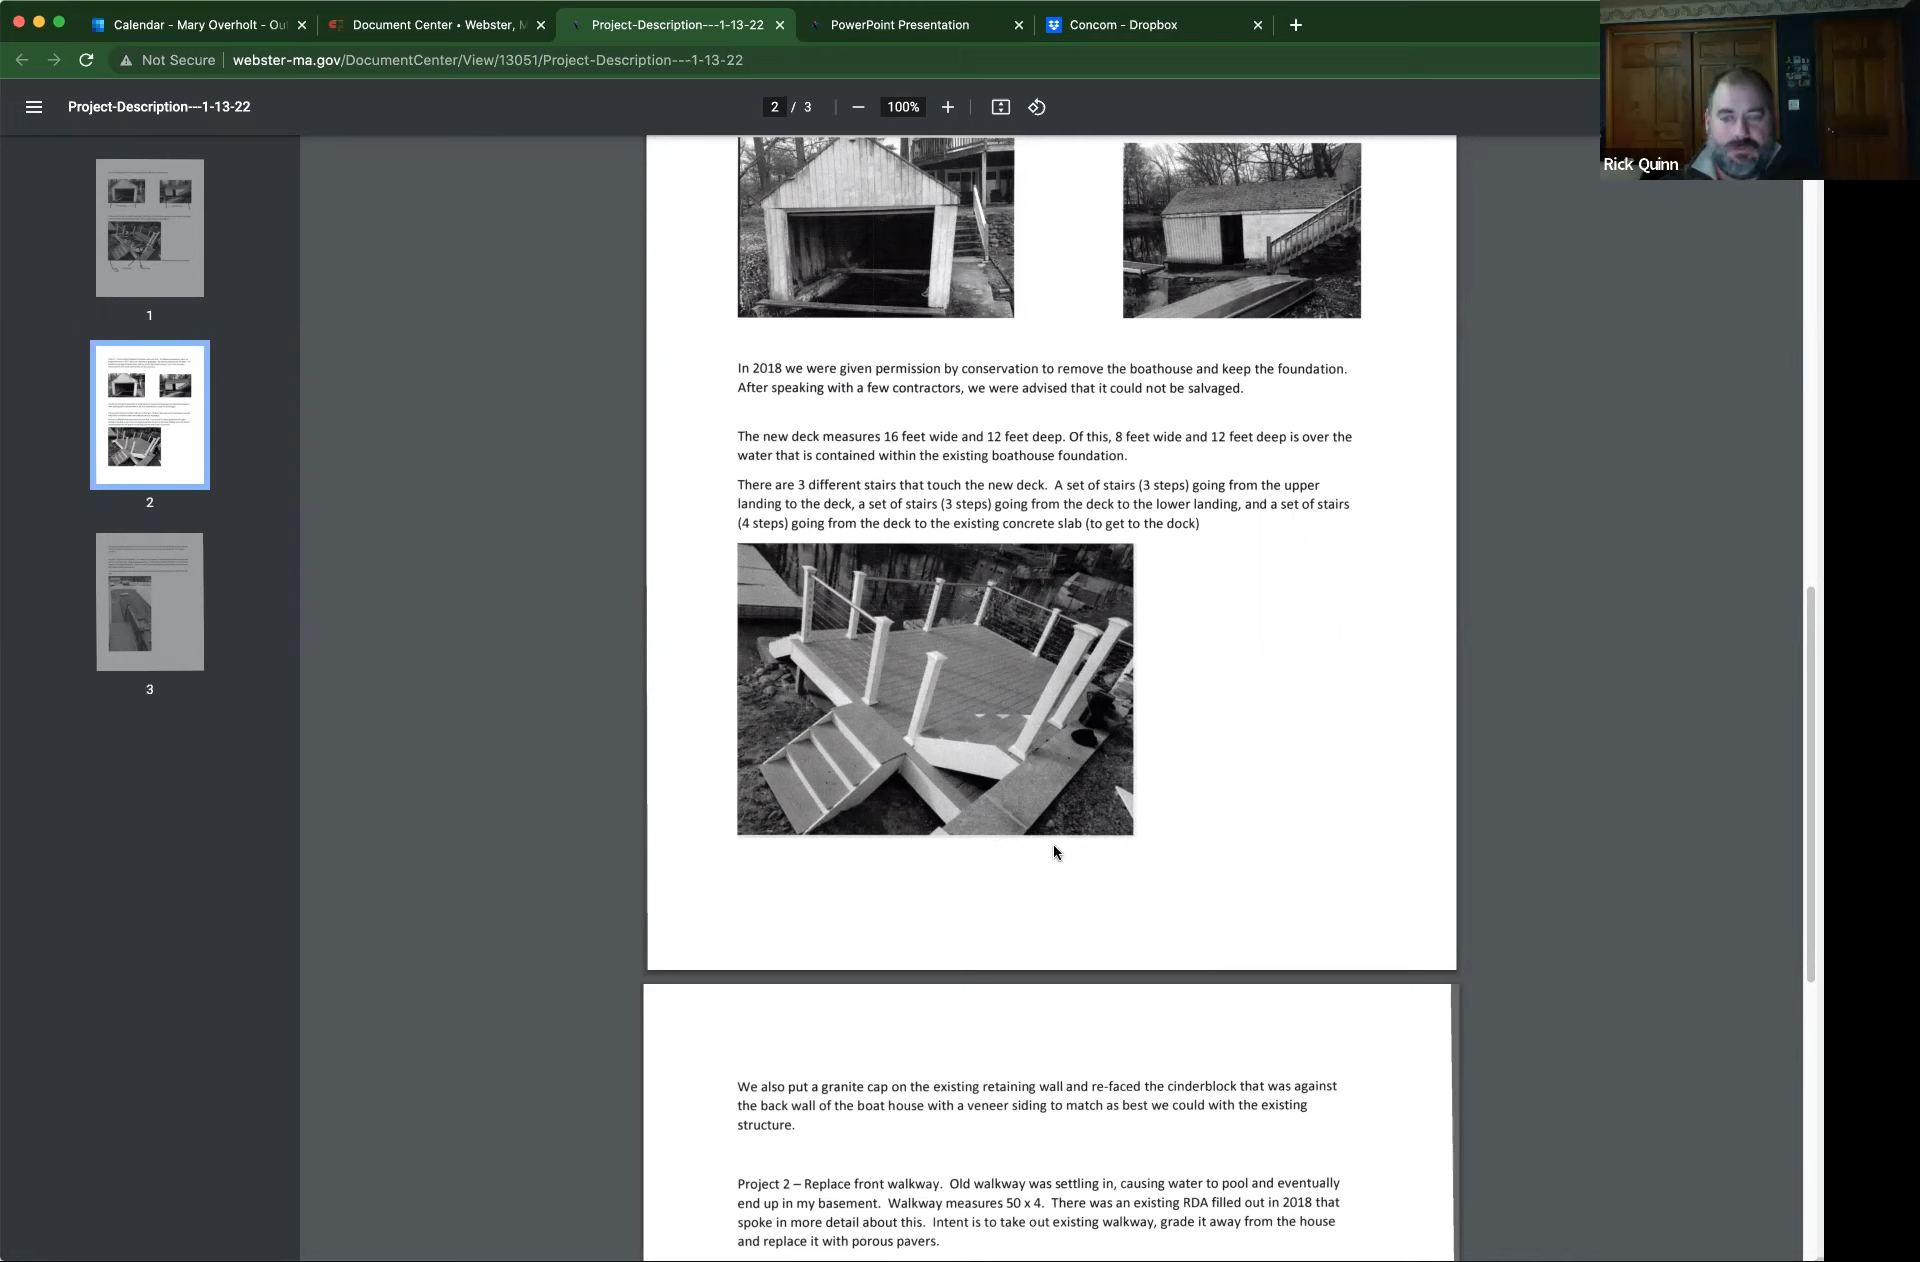 Calendar - Mary Overholt - Ou
Document Center • Webster, M
Project-Description---1-13-22
PowerPoint Presentation
Concom - Dropbox
Not Secure
webster-ma.gov/DocumentCenter/View/13051/Project-Description---1-13-22
Project-Description---1-13-22
2 / 3
100%
Rick Quinn
1
2
3
In 2018 we were given permission by conservation to remove the boathouse and keep the foundation.
After speaking with a few contractors, we were advised that it could not be salvaged.
The new deck measures 16 feet wide and 12 feet deep. Of this, 8 feet wide and 12 feet deep is over the
water that is contained within the existing boathouse foundation.
There are 3 different stairs that touch the new deck. A set of stairs (3 steps) going from the upper
landing to the deck, a set of stairs (3 steps) going from the deck to the lower landing, and a set of stairs
(4 steps) going from the deck to the existing concrete slab (to get to the dock)
We also put a granite cap on the existing retaining wall and re-faced the cinderblock that was against
the back wall of the boat house with a veneer siding to match as best we could with the existing
structure.
Project 2 – Replace front walkway. Old walkway was settling in, causing water to pool and eventually
end up in my basement. Walkway measures 50 x 4. There was an existing RDA filled out in 2018 that
spoke in more detail about this. Intent is to take out existing walkway, grade it away from the house
and replace it with porous pavers.